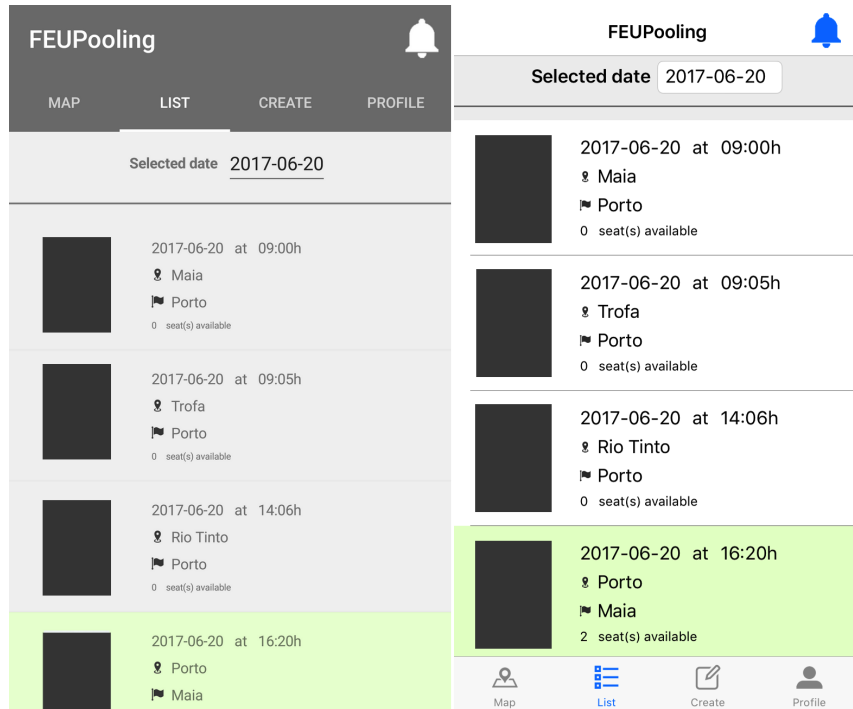 FEUPooling
MAP LIST CREATE PROFILE
Selected date 2017-06-20
2017-06-20 at 09:00h
Maia
Porto
0 seat(s) available
2017-06-20 at 09:05h
Trofa
Porto
0 seat(s) available
2017-06-20 at 14:06h
Rio Tinto
Porto
0 seat(s) available
2017-06-20 at 16:20h
Porto
Maia
FEUPooling
Selected date 2017-06-20
2017-06-20 at 09:00h
Maia
Porto
0 seat(s) available
2017-06-20 at 09:05h
Trofa
Porto
0 seat(s) available
2017-06-20 at 14:06h
Rio Tinto
Porto
0 seat(s) available
2017-06-20 at 16:20h
Porto
Maia
2 seat(s) available
Map List Create Profile